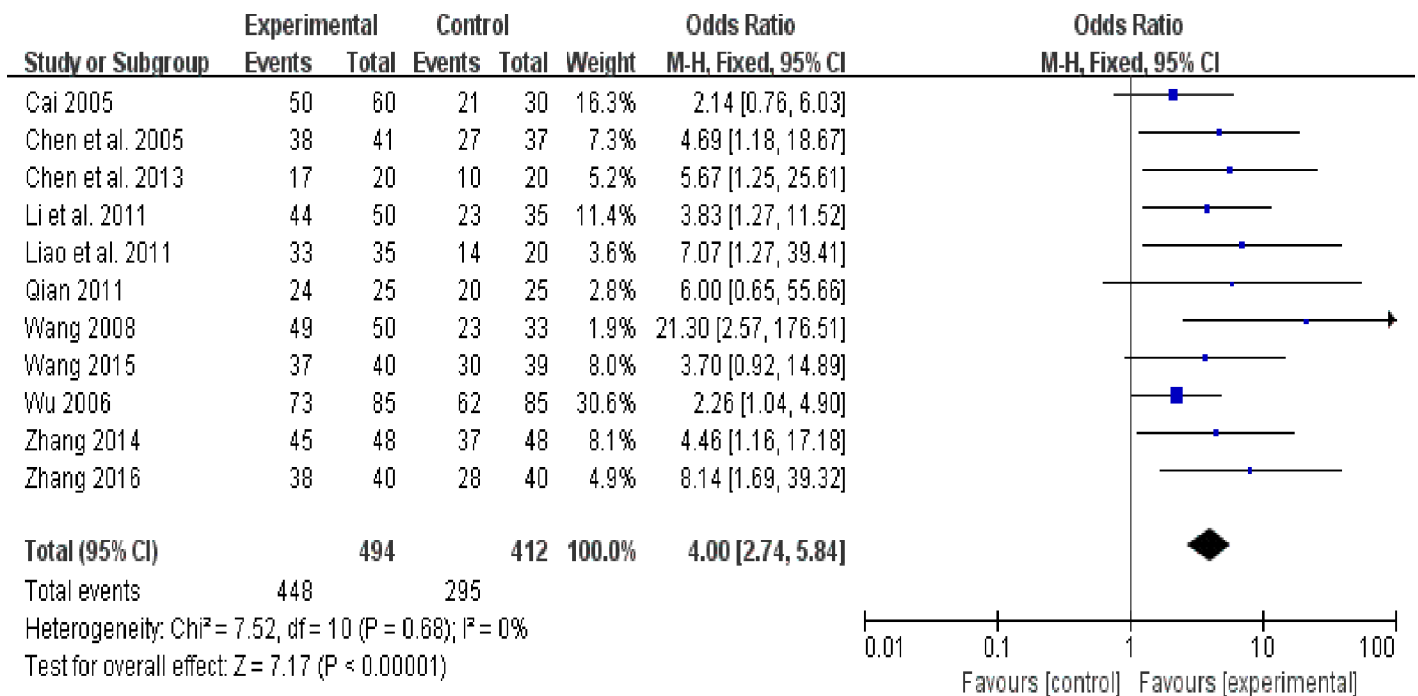 Experimental Control Odds Ratio Odds Ratio
Study or Subgroup Events Total Events Total Weight M-H, Fixed, 95% CI M-H, Fixed, 95% CI
Cai 2005 50 60 21 30 16.3% 2.14 [0.76, 6.03]
Chen et al. 2005 38 41 27 37 7.3% 4.69 [1.18, 18.67]
Chen et al. 2013 17 20 10 20 5.2% 5.67 [1.25, 25.61]
Li et al. 2011 44 50 23 35 11.4% 3.83 [1.27, 11.52]
Liao et al. 2011 33 35 14 20 3.6% 7.07 [1.27, 39.41]
Qian 2011 24 25 20 25 2.8% 6.00 [0.65, 55.66]
Wang 2008 49 50 23 33 1.9% 21.30 [2.57, 176.51]
Wang 2015 37 40 30 39 8.0% 3.70 [0.92, 14.89]
Wu 2006 73 85 62 85 30.6% 2.26 [1.04, 4.90]
Zhang 2014 45 48 37 48 8.1% 4.46 [1.16, 17.18]
Zhang 2016 38 40 28 40 4.9% 8.14 [1.69, 39.32]
Total (95% CI) 494 412 100.0% 4.00 [2.74, 5.84]
Total events 448 295
Heterogeneity: Chi² = 7.52, df = 10 (P = 0.68); I² = 0%
Test for overall effect: Z = 7.17 (P < 0.00001)
0.01 0.1 1 10 100
Favours [control] Favours [experimental]